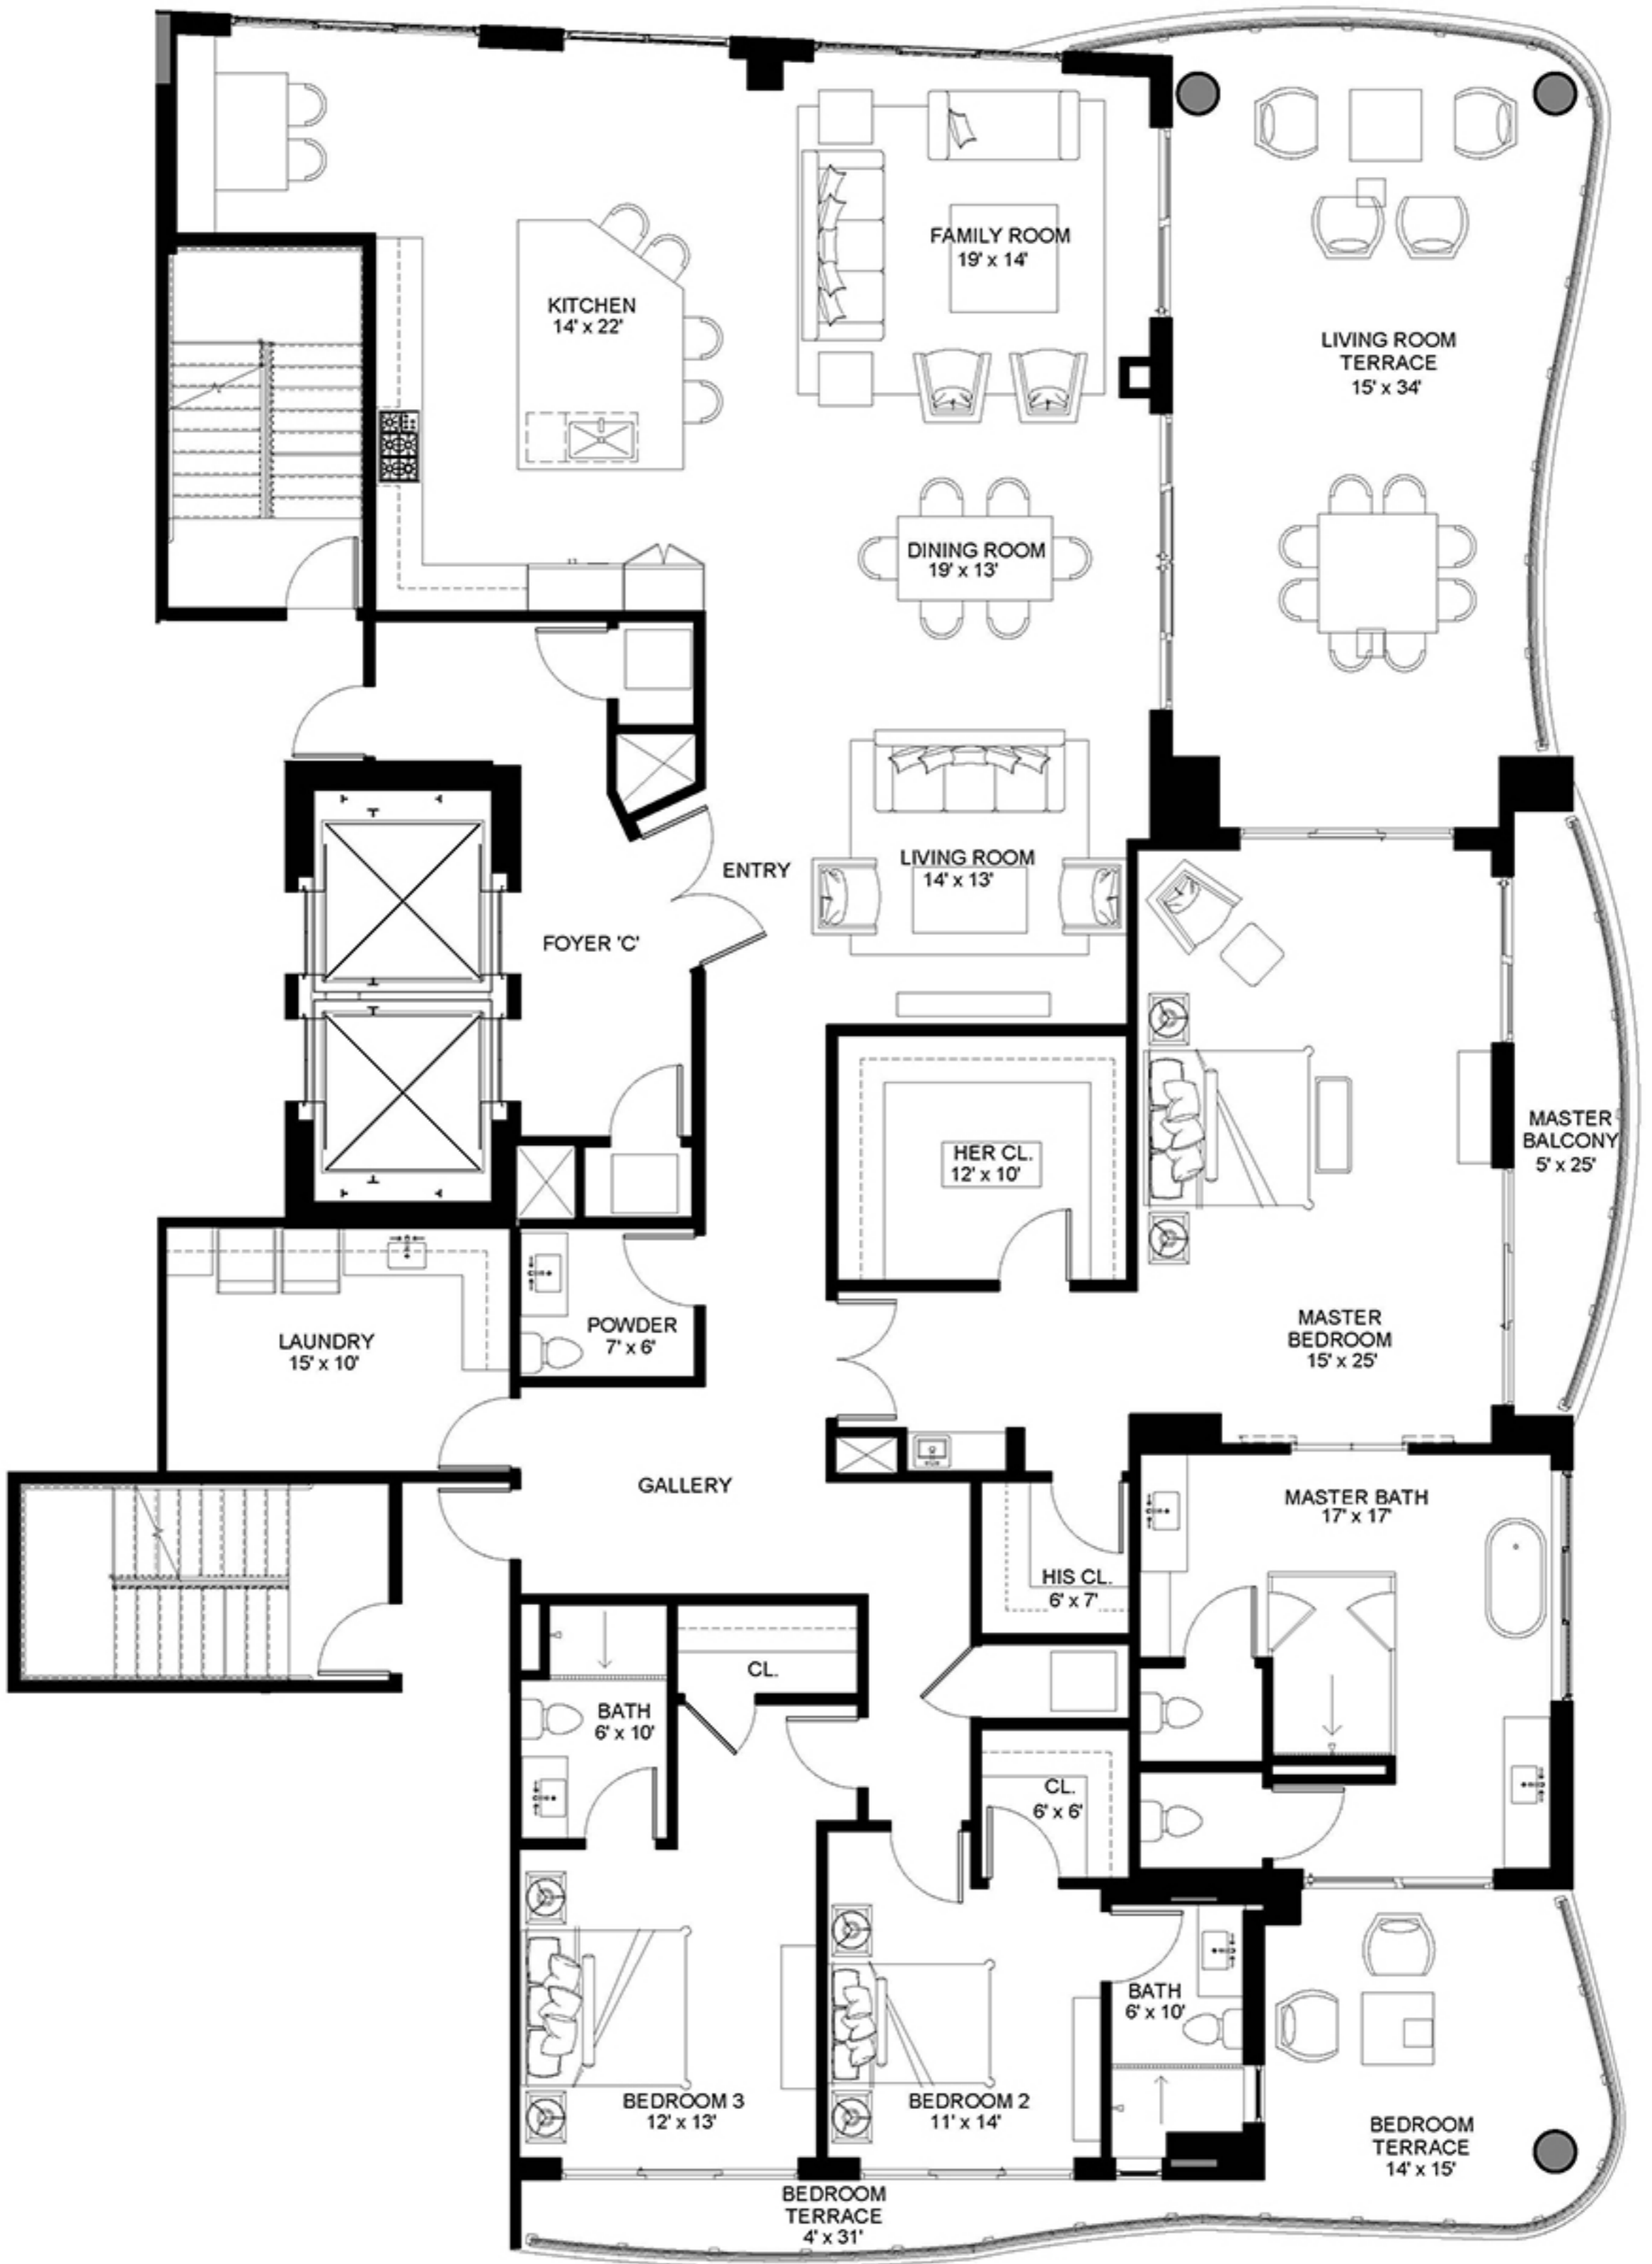 FAMILY ROOM
19' x 14'
KITCHEN
14' x 22'
LIVING ROOM
TERRACE
15' x 34'
DINING ROOM
19' x 13'
LIVING ROOM
14' x 13'
ENTRY
FOYER 'C'
HER CL.
12' x 10'
MASTER
BALCONY
5' x 25'
MASTER
BEDROOM
15' x 25'
POWDER
7' x 6'
LAUNDRY
15' x 10'
GALLERY
MASTER BATH
17' x 17'
HIS CL.
6' x 7'
CL.
BATH
6' x 10'
CL.
6' x 6'
BATH
6' x 10'
BEDROOM 3
12' x 13'
BEDROOM 2
11' x 14'
BEDROOM
TERRACE
14' x 15'
BEDROOM
TERRACE
4' x 31'